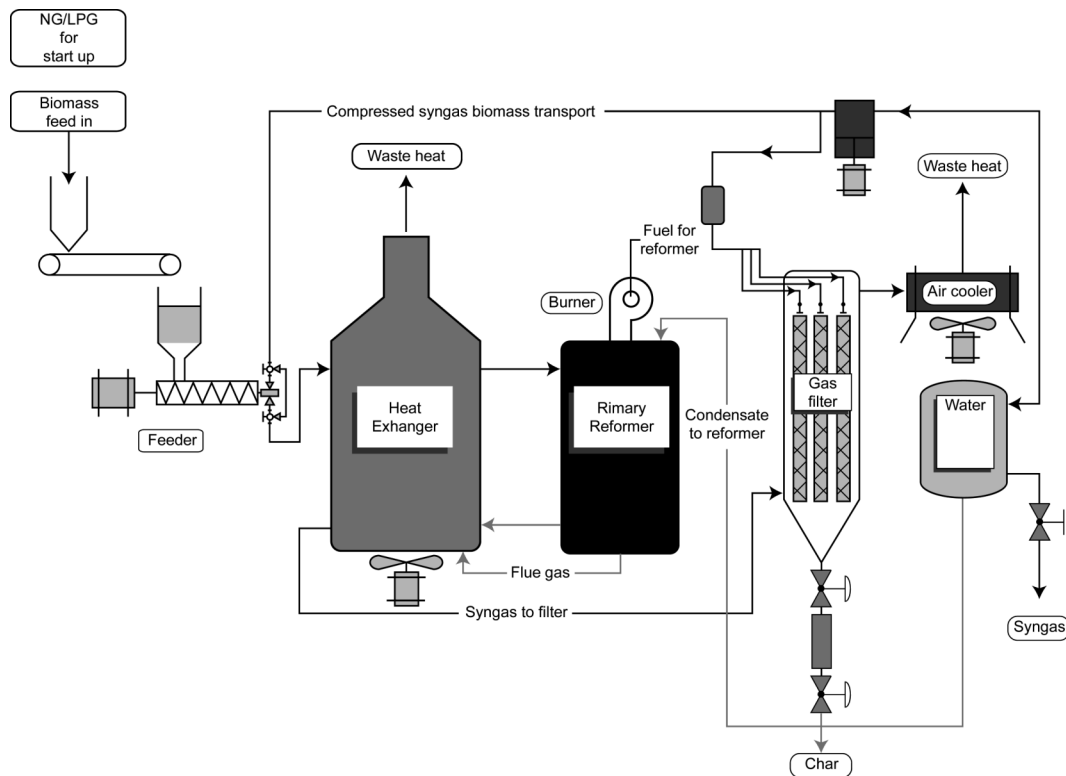 NG/LPG
for
start up
Biomass
feed in
Compressed syngas biomass transport
Waste heat
Waste heat
Fuel for
reformer
Burner
Air cooler
Feeder
Heat
Exhanger
Rimary
Reformer
Condensate
to reformer
Gas
filter
Water
Flue gas
Syngas to filter
Syngas
Char